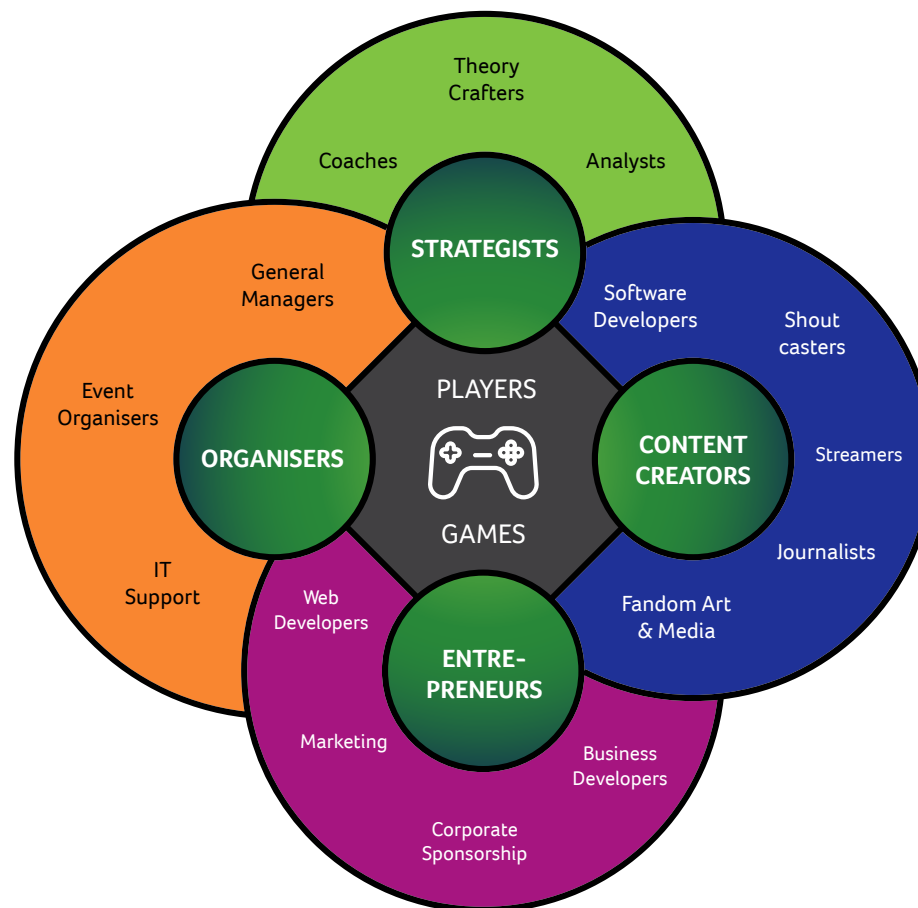 Theory
Crafters
Coaches
Analysts
STRATEGISTS
General
Managers
Software
Developers
Shout
casters
PLAYERS
Event
Organisers
ORGANISERS
CONTENT
CREATORS
Streamers
GAMES
Journalists
IT
Support
Web
Developers
Fandom Art
& Media
ENTRE-
PRENEURS
Marketing
Business
Developers
Corporate
Sponsorship